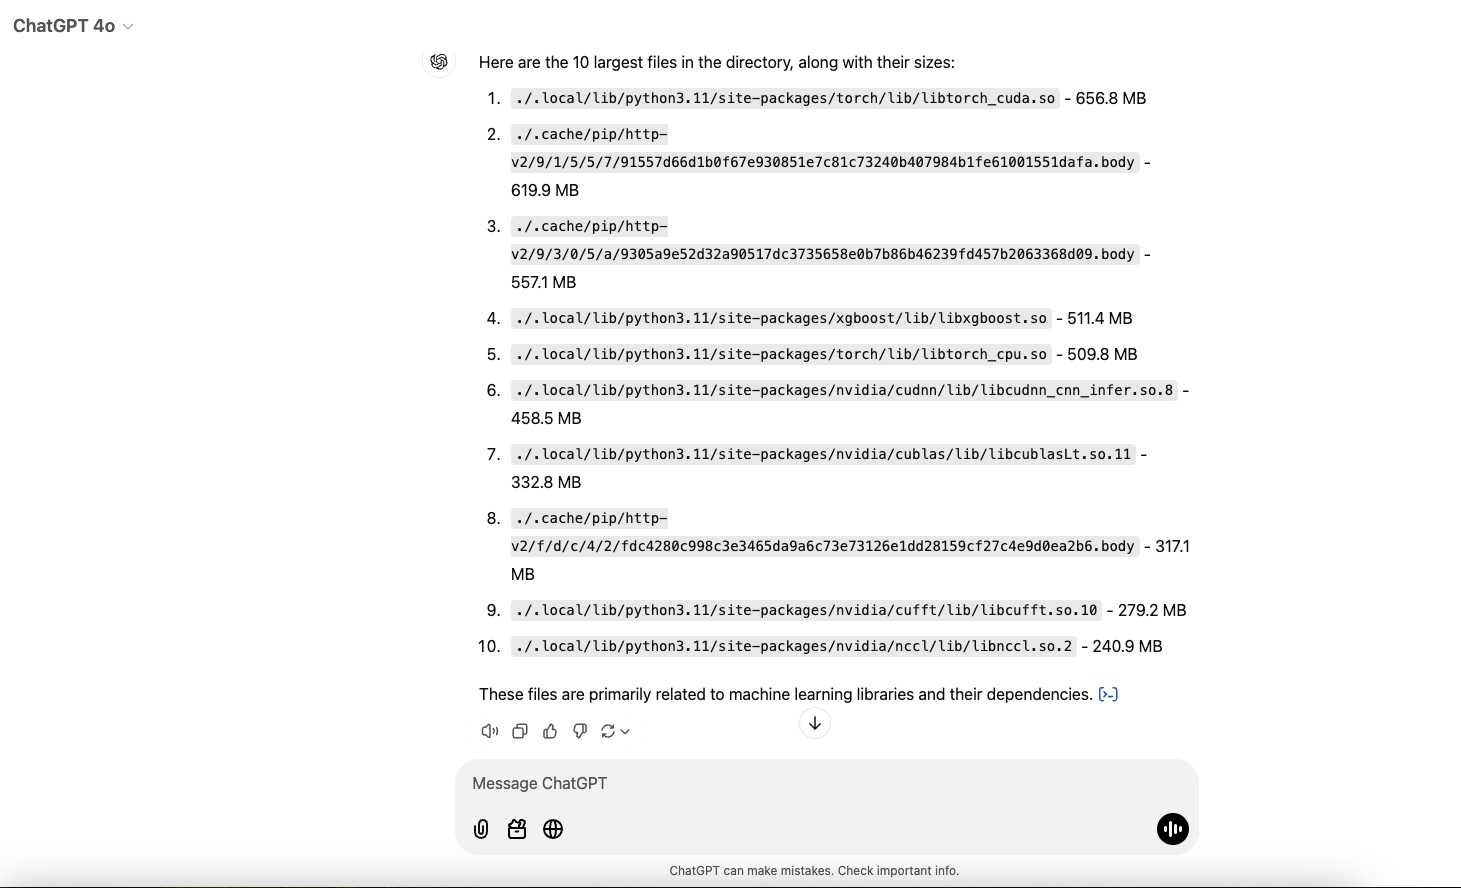 ChatGPT 4o
Here are the 10 largest files in the directory, along with their sizes:
1. ./.local/lib/python3.11/site-packages/torch/lib/libtorch_cuda.so - 656.8 MB
2. ./.cache/pip/http-
v2/9/1/5/5/7/91557d66d1b0f67e930851e7c81c73240b407984b1fe61001551dafa.body -
619.9 MB
3. ./.cache/pip/http-
v2/9/3/0/5/a/9305a9e52d32a90517dc3735658e0b7b86b46239fd457b2063368d09.body -
557.1 MB
4. ./.local/lib/python3.11/site-packages/xgboost/lib/libxgboost.so - 511.4 MB
5. ./.local/lib/python3.11/site-packages/torch/lib/libtorch_cpu.so - 509.8 MB
6. ./.local/lib/python3.11/site-packages/nvidia/cudnn/lib/libcudnn_cnn_infer.so.8 -
458.5 MB
7. ./.local/lib/python3.11/site-packages/nvidia/cublas/lib/libcublasLt.so.11 -
332.8 MB
8. ./.cache/pip/http-
v2/f/d/c/4/2/fdc4280c998c3e3465da9a6c73e73126e1dd28159cf27c4e9d0ea2b6.body - 317.1
MB
9. ./.local/lib/python3.11/site-packages/nvidia/cufft/lib/libcufft.so.10 - 279.2 MB
10. ./.local/lib/python3.11/site-packages/nvidia/nccl/lib/libnccl.so.2 - 240.9 MB
These files are primarily related to machine learning libraries and their dependencies. [>-]
Message ChatGPT
ChatGPT can make mistakes. Check important info.